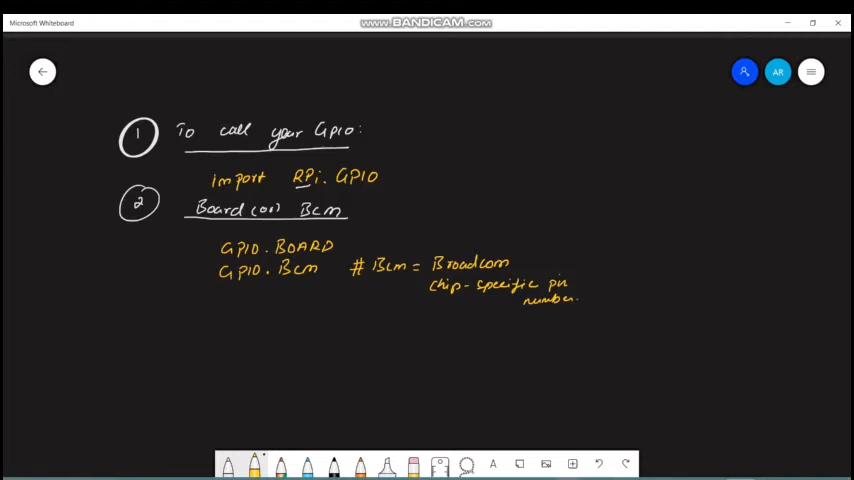 Microsoft Whiteboard
www.BANDICAM.com
AR
1 To call your GPIO:
import RPi.GPIO
2 Board (or) Bcm
GPIO.BOARD
GPIO.Bcm # Bcm = Broadcom
chip-specific pin
number.
A